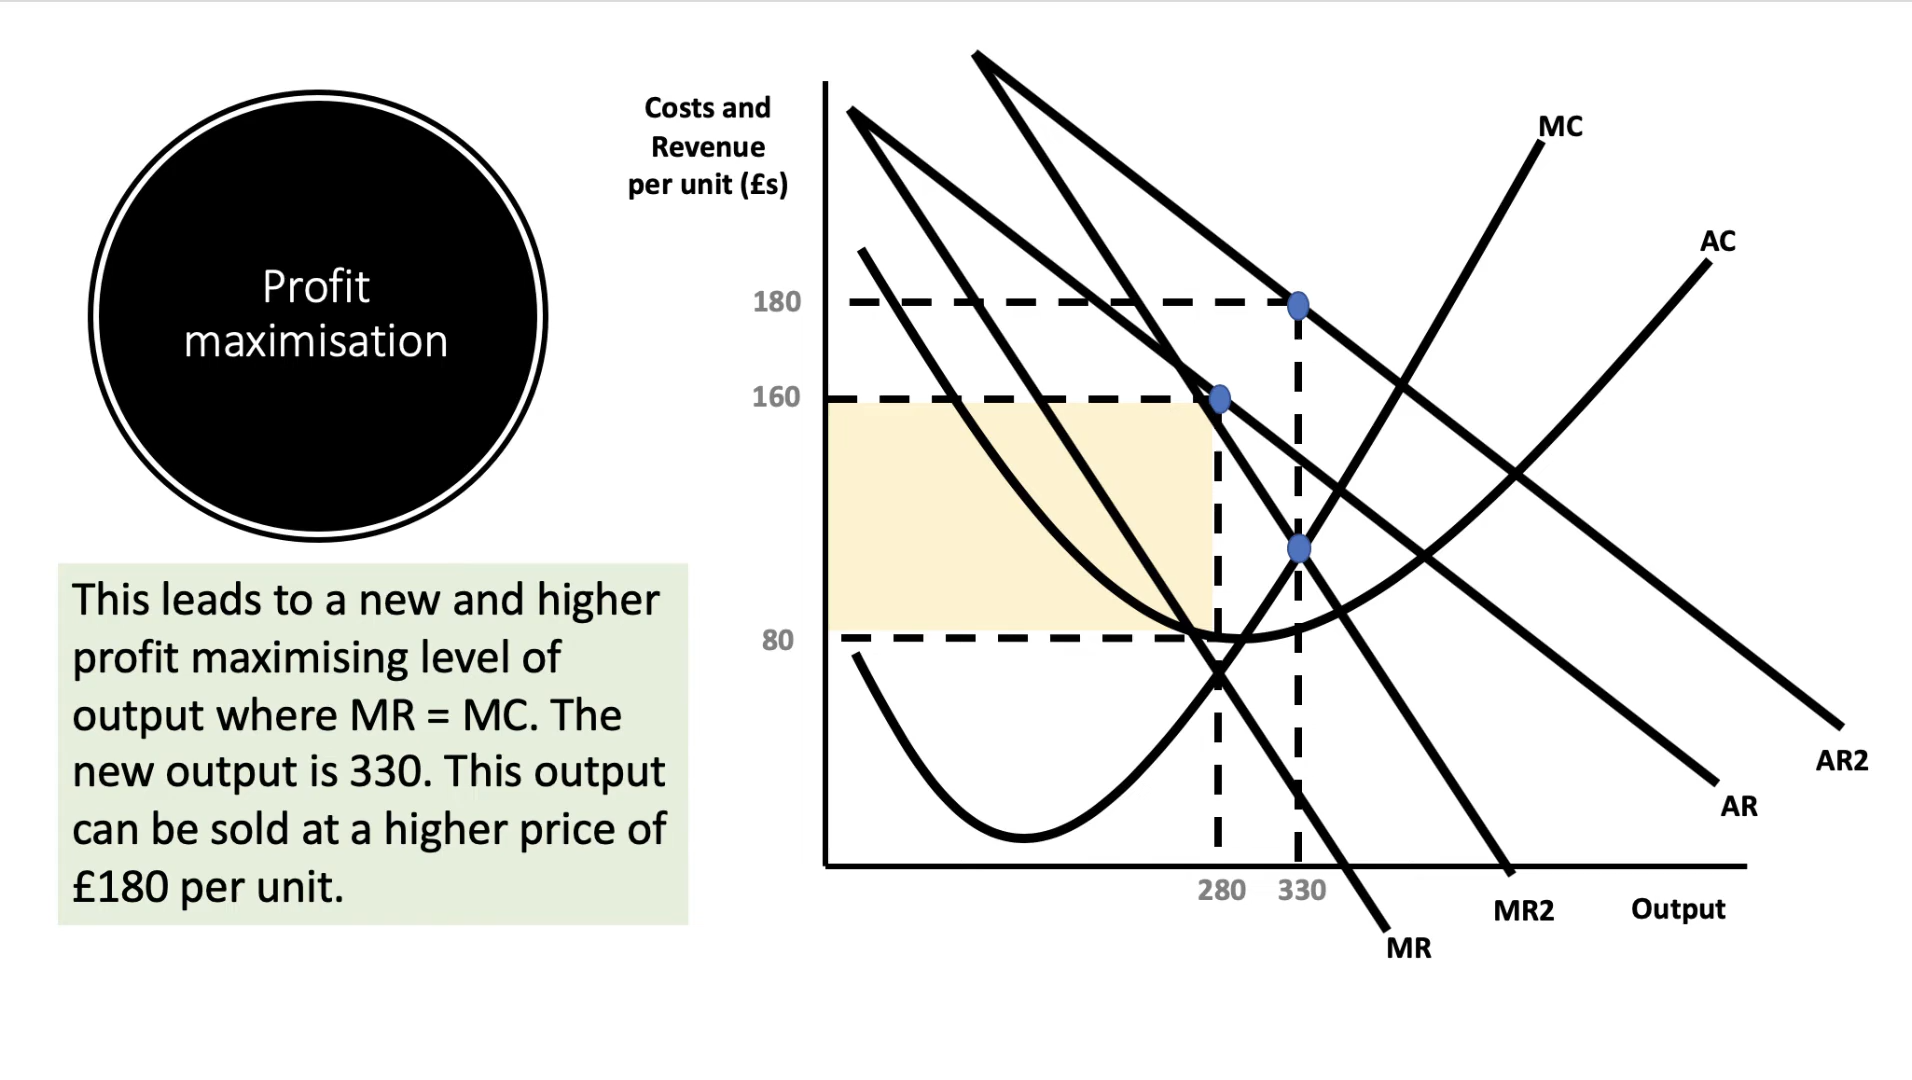 Profit
maximisation
This leads to a new and higher
profit maximising level of
output where MR = MC. The
new output is 330. This output
can be sold at a higher price of
£180 per unit.
Costs and
Revenue
per unit (£s)
MC
AC
180
160
80
AR2
AR
280
330
MR2
Output
MR